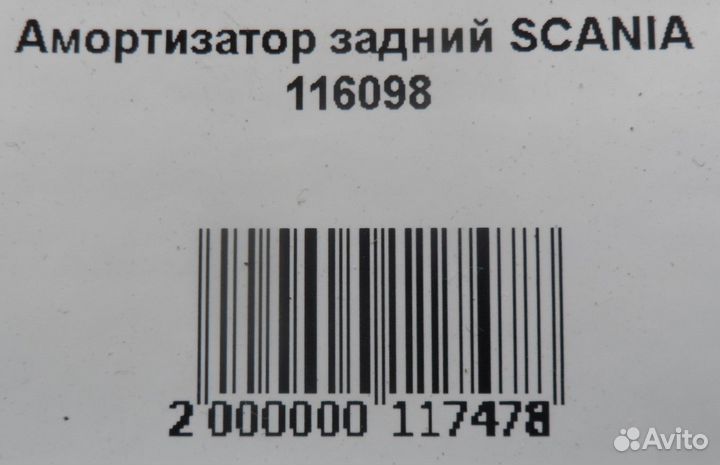 Амортизатор задний SCANIA
116098
2 000000 117478
Avito